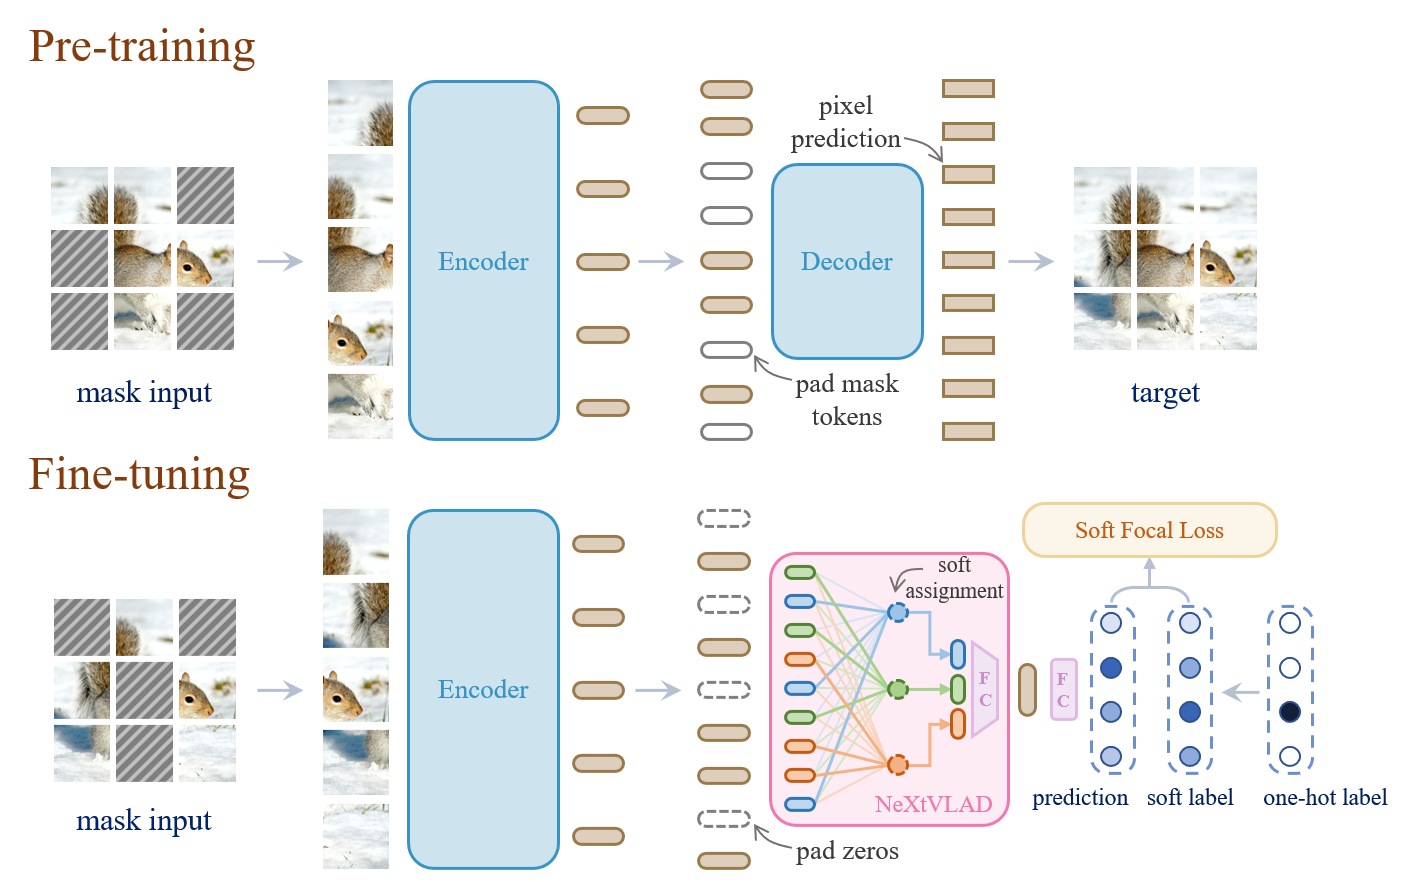 Pre-training
pixel
prediction
Encoder
Decoder
mask input
pad mask
tokens
target
Fine-tuning
Soft Focal Loss
soft
assignment
Encoder
F
C
F
C
NeXtVLAD
prediction
soft label
one-hot label
mask input
pad zeros